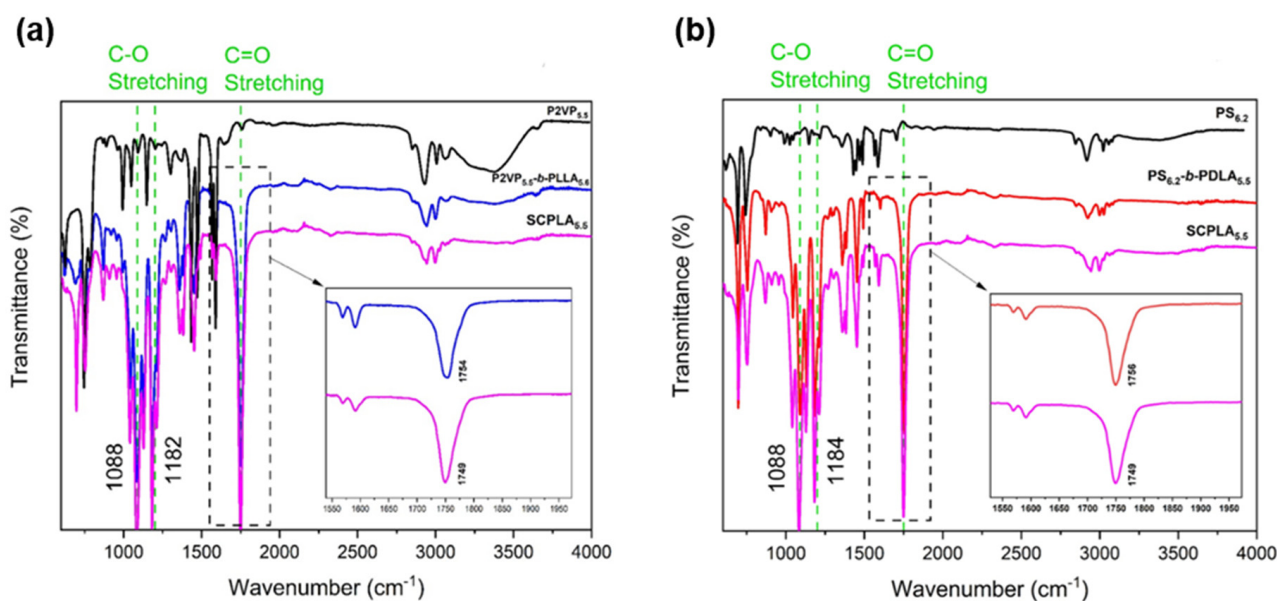 (a)
C-O
Stretching
C=O
Stretching
P2VP5.5
P2VP5.5-b-PLLA5.6
SCPLA5.5
1754
1749
1550 1600 1650 1700 1750 1800 1850 1900 1950
1088
1182
Transmittance (%)
1000 1500 2000 2500 3000 3500 4000
Wavenumber (cm-1)
(b)
C-O
Stretching
C=O
Stretching
PS6.2
PS6.2-b-PDLA5.5
SCPLA5.5
1756
1749
1550 1600 1650 1700 1750 1800 1850 1900 1950
1088
1184
Transmittance (%)
1000 1500 2000 2500 3000 3500 4000
Wavenumber (cm-1)